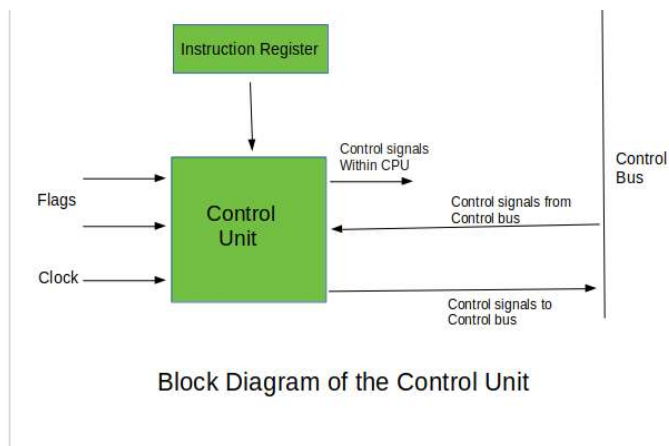 Instruction Register
Control signals
Within CPU
Control
Bus
Control signals from
Control bus
Flags
Control
Unit
Clock
Control signals to
Control bus
Block Diagram of the Control Unit